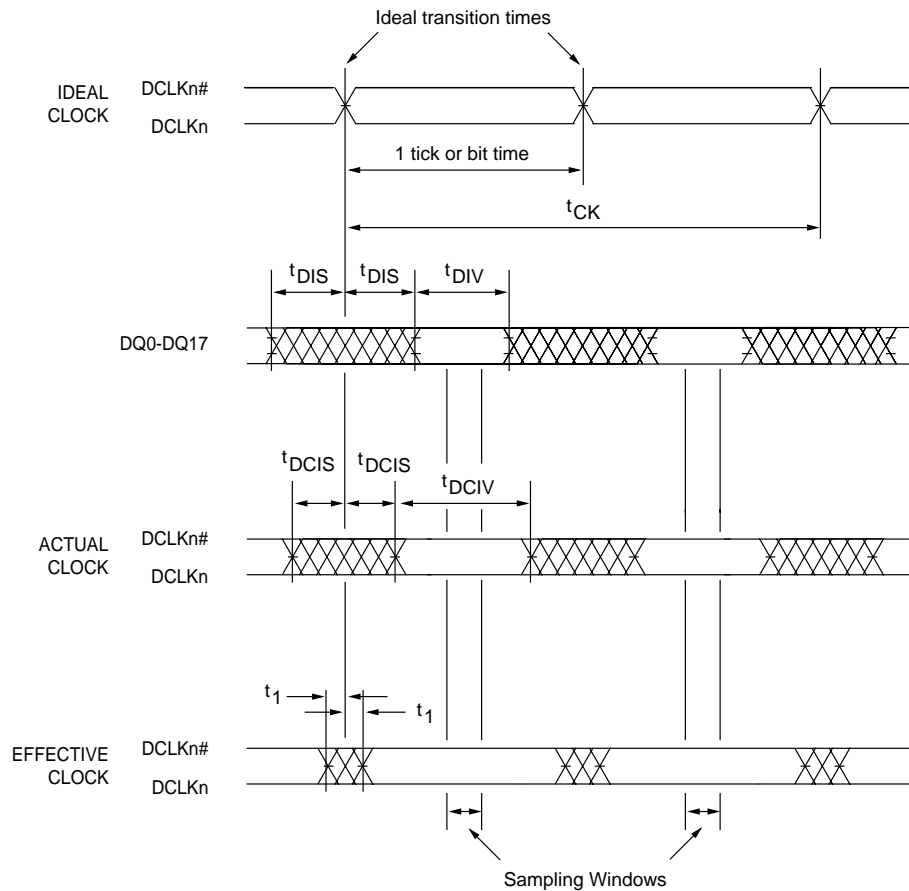 Ideal transition times
IDEAL
CLOCK
DCLKn#
DCLKn
1 tick or bit time
tCK
tDIS
tDIS
tDIV
DQ0-DQ17
tDCIS
tDCIS
tDCIV
ACTUAL
CLOCK
DCLKn#
DCLKn
t1
t1
EFFECTIVE
CLOCK
DCLKn#
DCLKn
Sampling Windows